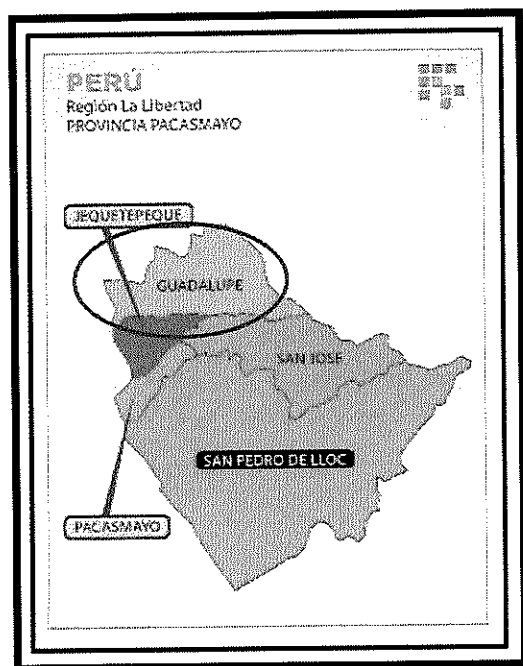 PERÚ
Región La Libertad
PROVINCIA PACASMAYO
JEQUETEPEQUE
GUADALUPE
SAN JOSE
SAN PEDRO DE LLOC
PACASMAYO